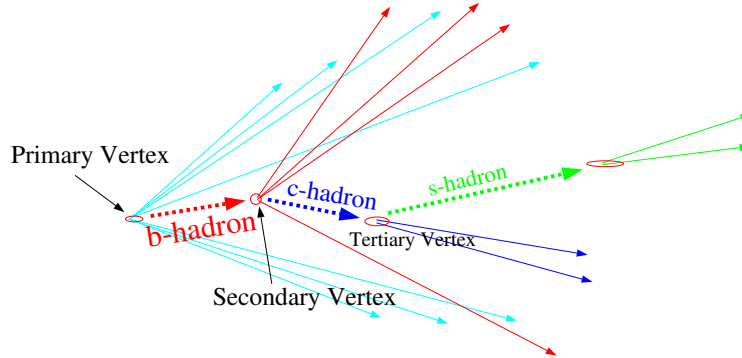 Primary Vertex
b-hadron
c-hadron
s-hadron
Tertiary Vertex
Secondary Vertex